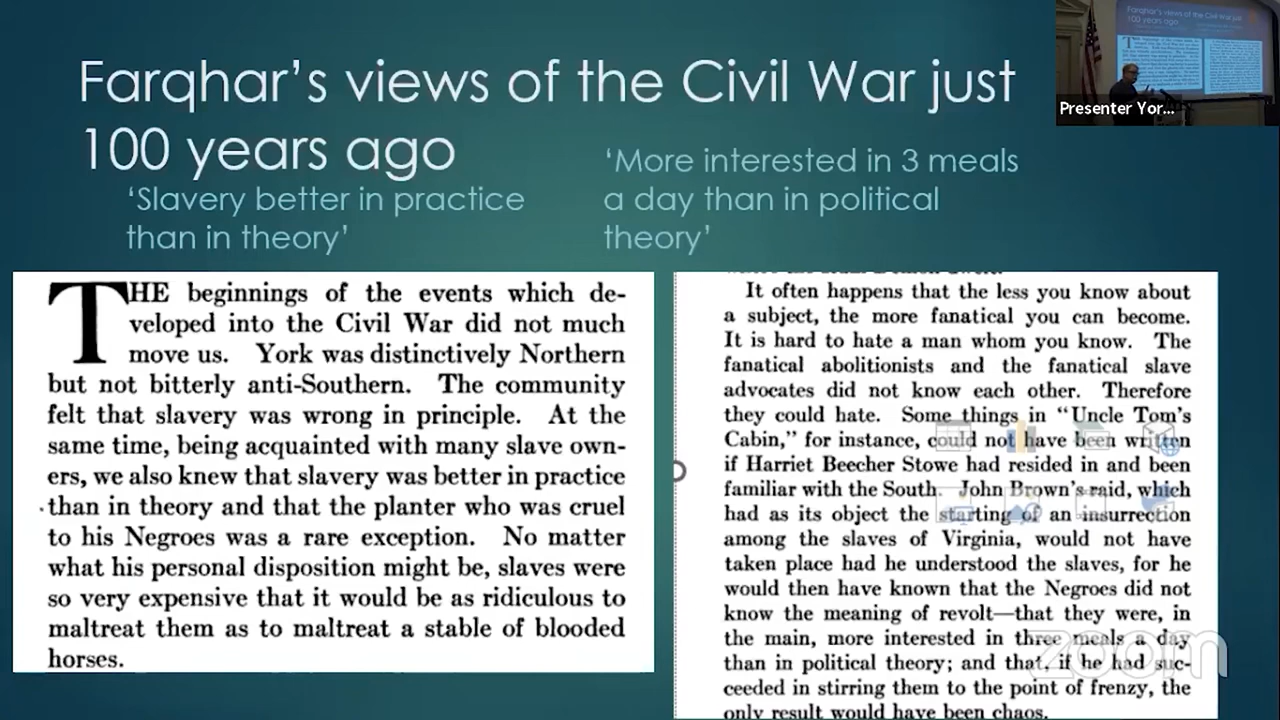 Farqhar's views of the Civil War just
100 years ago
'Slavery better in practice
than in theory'
'More interested in 3 meals
a day than in political
theory'
THE beginnings of the events which de-
veloped into the Civil War did not much
move us. York was distinctively Northern
but not bitterly anti-Southern. The community
felt that slavery was wrong in principle. At the
same time, being acquainted with many slave own-
ers, we also knew that slavery was better in practice
than in theory and that the planter who was cruel
to his Negroes was a rare exception. No matter
what his personal disposition might be, slaves were
so very expensive that it would be as ridiculous to
maltreat them as to maltreat a stable of blooded
horses.
It often happens that the less you know about
a subject, the more fanatical you can become.
It is hard to hate a man whom you know. The
fanatical abolitionists and the fanatical slave
advocates did not know each other. Therefore
they could hate. Some things in "Uncle Tom's
Cabin," for instance, could not have been written
if Harriet Beecher Stowe had resided in and been
familiar with the South. John Brown's raid, which
had as its object the starting of an insurrection
among the slaves of Virginia, would not have
taken place had he understood the slaves, for he
would then have known that the Negroes did not
know the meaning of revolt—that they were, in
the main, more interested in three meals a day
than in political theory; and that, if he had suc-
ceeded in stirring them to the point of frenzy, the
only result would have been chaos.
Farqhar's views of the Civil War just
100 years ago
Presenter Yor...
zoom